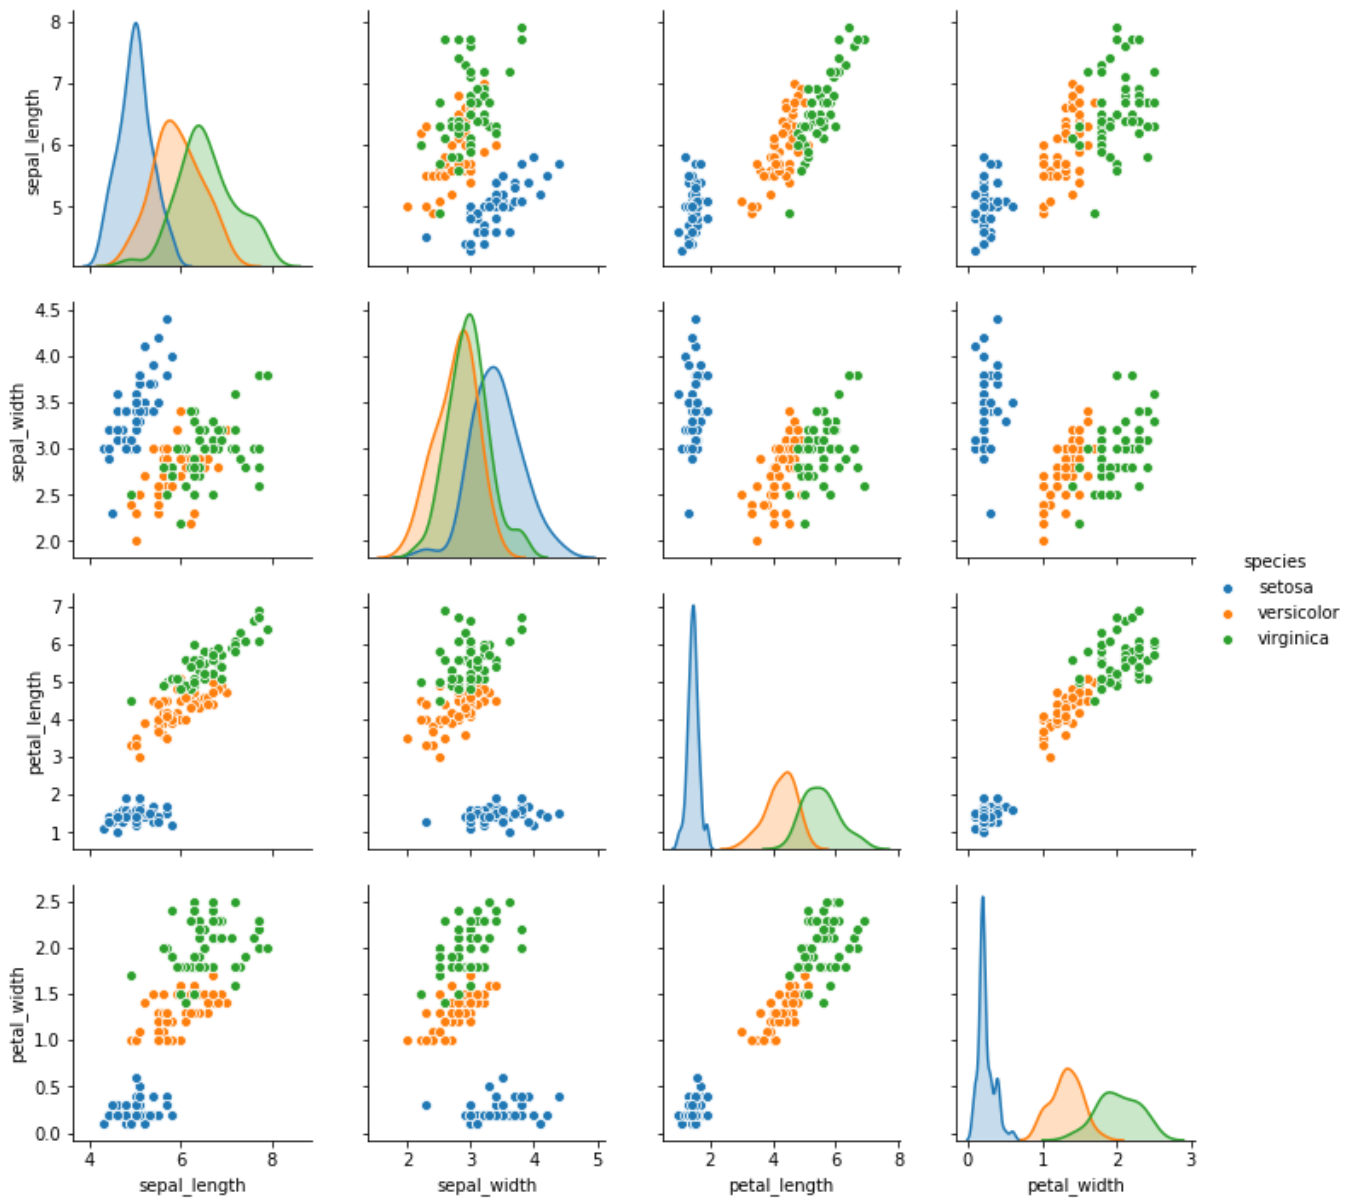 8
7
6
5
sepal_length
4.5
4.0
3.5
3.0
2.5
2.0
sepal_width
species
setosa
versicolor
virginica
7
6
5
4
3
2
1
petal_length
2.5
2.0
1.5
1.0
0.5
0.0
petal_width
4 6 8 2 3 4 5 2 4 6 8 0 1 2 3
sepal_length sepal_width petal_length petal_width